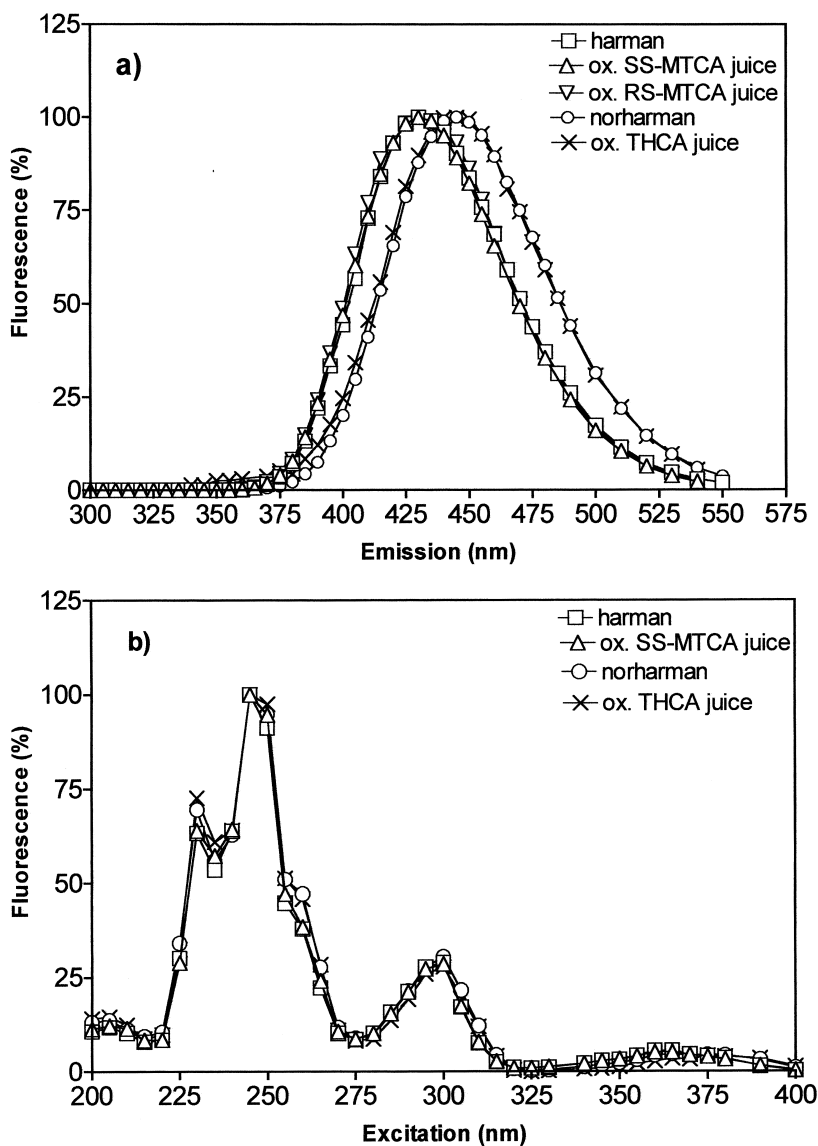 a)
harman
ox. SS-MTCA juice
ox. RS-MTCA juice
norharman
ox. THCA juice
125
100
75
50
25
0
Fluorescence (%)
300 325 350 375 400 425 450 475 500 525 550 575
Emission (nm)
b)
harman
ox. SS-MTCA juice
norharman
ox. THCA juice
125
100
75
50
25
0
Fluorescence (%)
200 225 250 275 300 325 350 375 400
Excitation (nm)